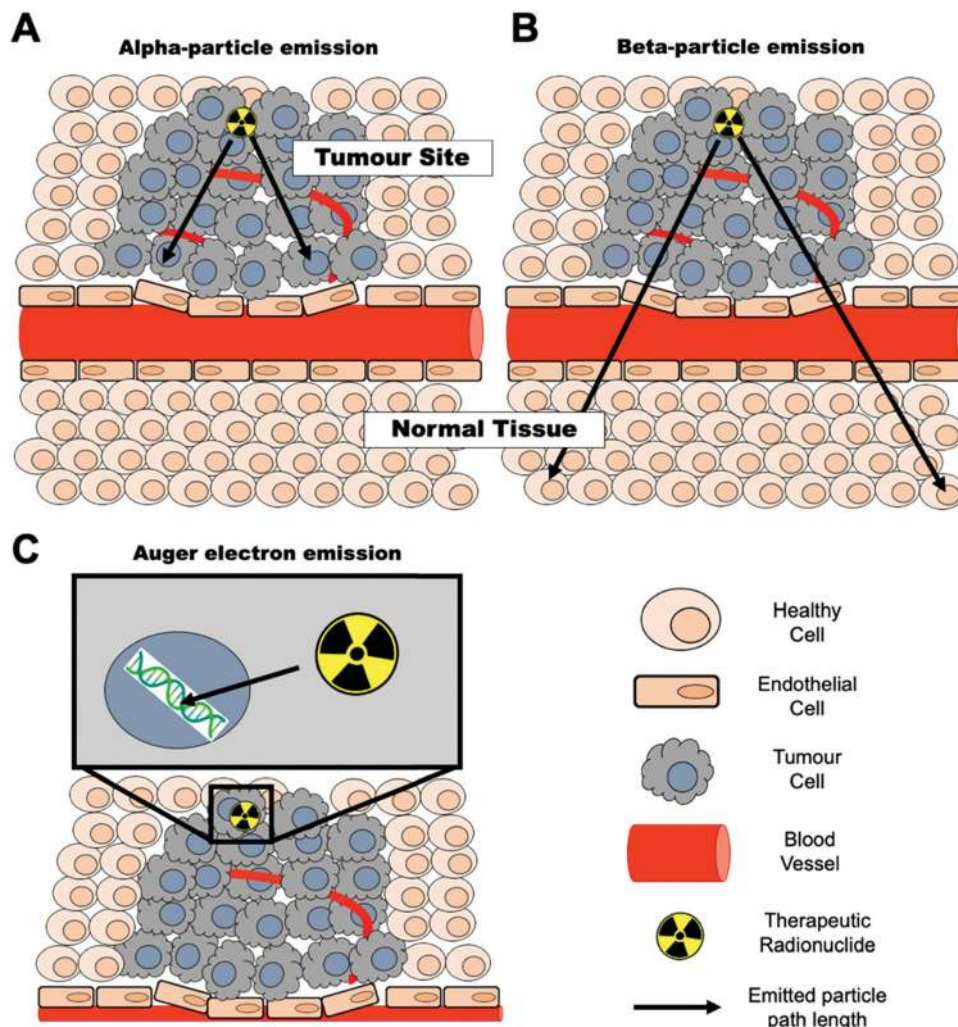 A
Alpha-particle emission
B
Beta-particle emission
Tumour Site
Normal Tissue
C
Auger electron emission
Healthy
Cell
Endothelial
Cell
Tumour
Cell
Blood
Vessel
Therapeutic
Radionuclide
Emitted particle
path length